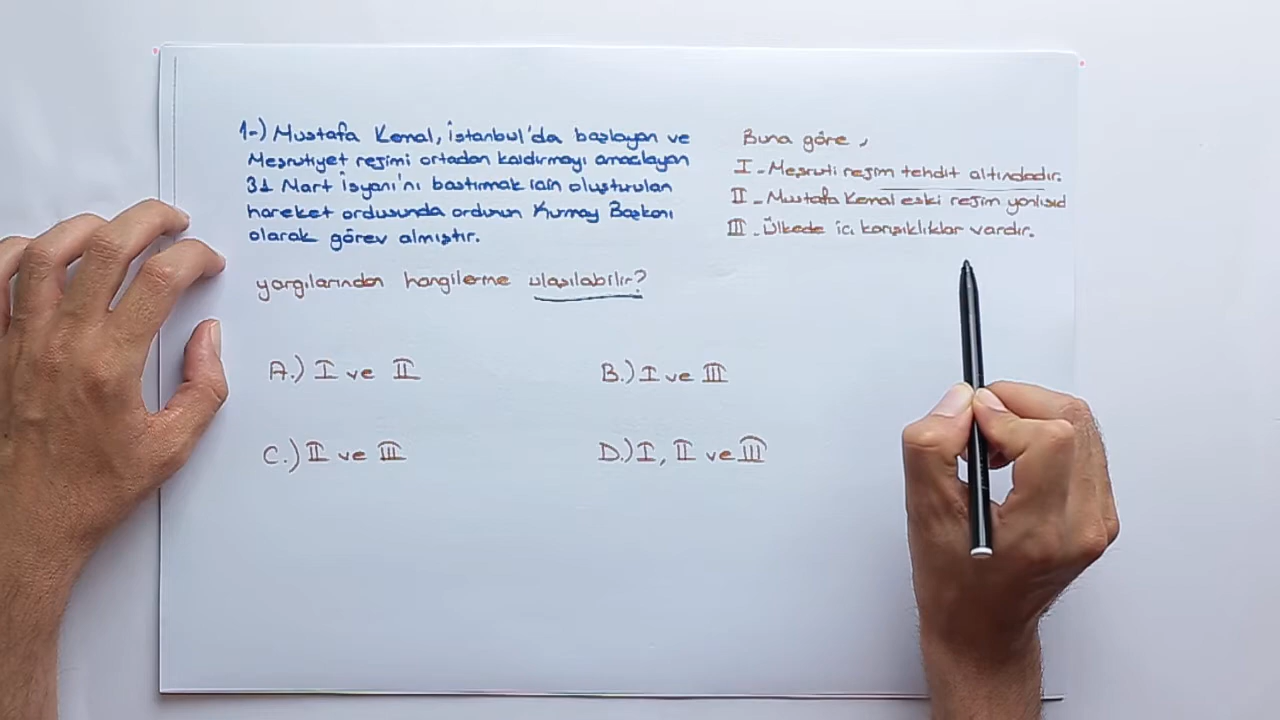 1-) Mustafa Kemal, İstanbul'da başlayan ve
Meşrutiyet rejimi ortadan kaldırmayı amaçlayan
31 Mart İsyanı'nı bastırmak için oluşturulan
hareket ordusunda ordunun Kurmay Başkanı
olarak görev almıştır.
Buna göre,
I - Meşruti rejim tehdit altındadır.
II - Mustafa Kemal eski rejim yanlısıd
III - Ülkede iç karışıklıklar vardır.
yargılarından hangilerine ulaşılabilir?
A.) I ve II
B.) I ve III
C.) II ve III
D.) I, II ve III